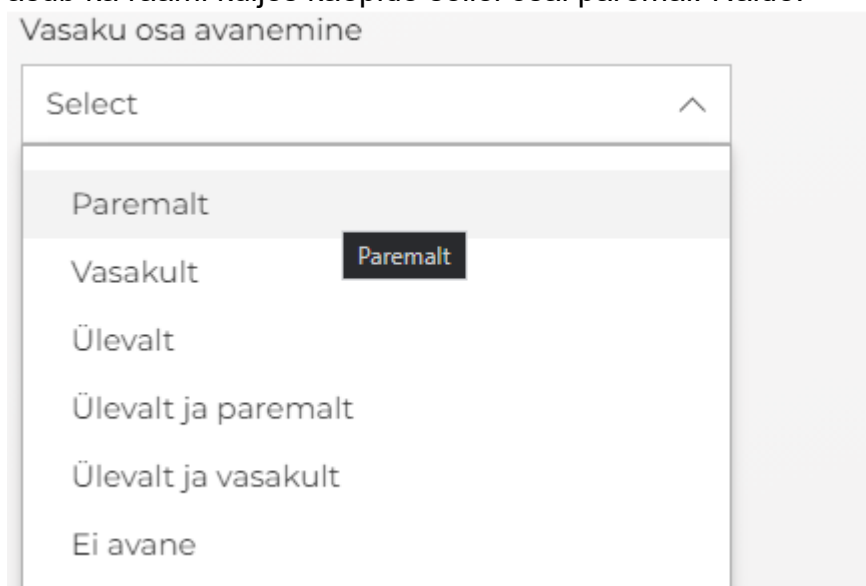 Vasaku osa avanemine
Select
Paremalt
Paremalt
Vasakult
Ülevalt
Ülevalt ja paremalt
Ülevalt ja vasakult
Ei avane